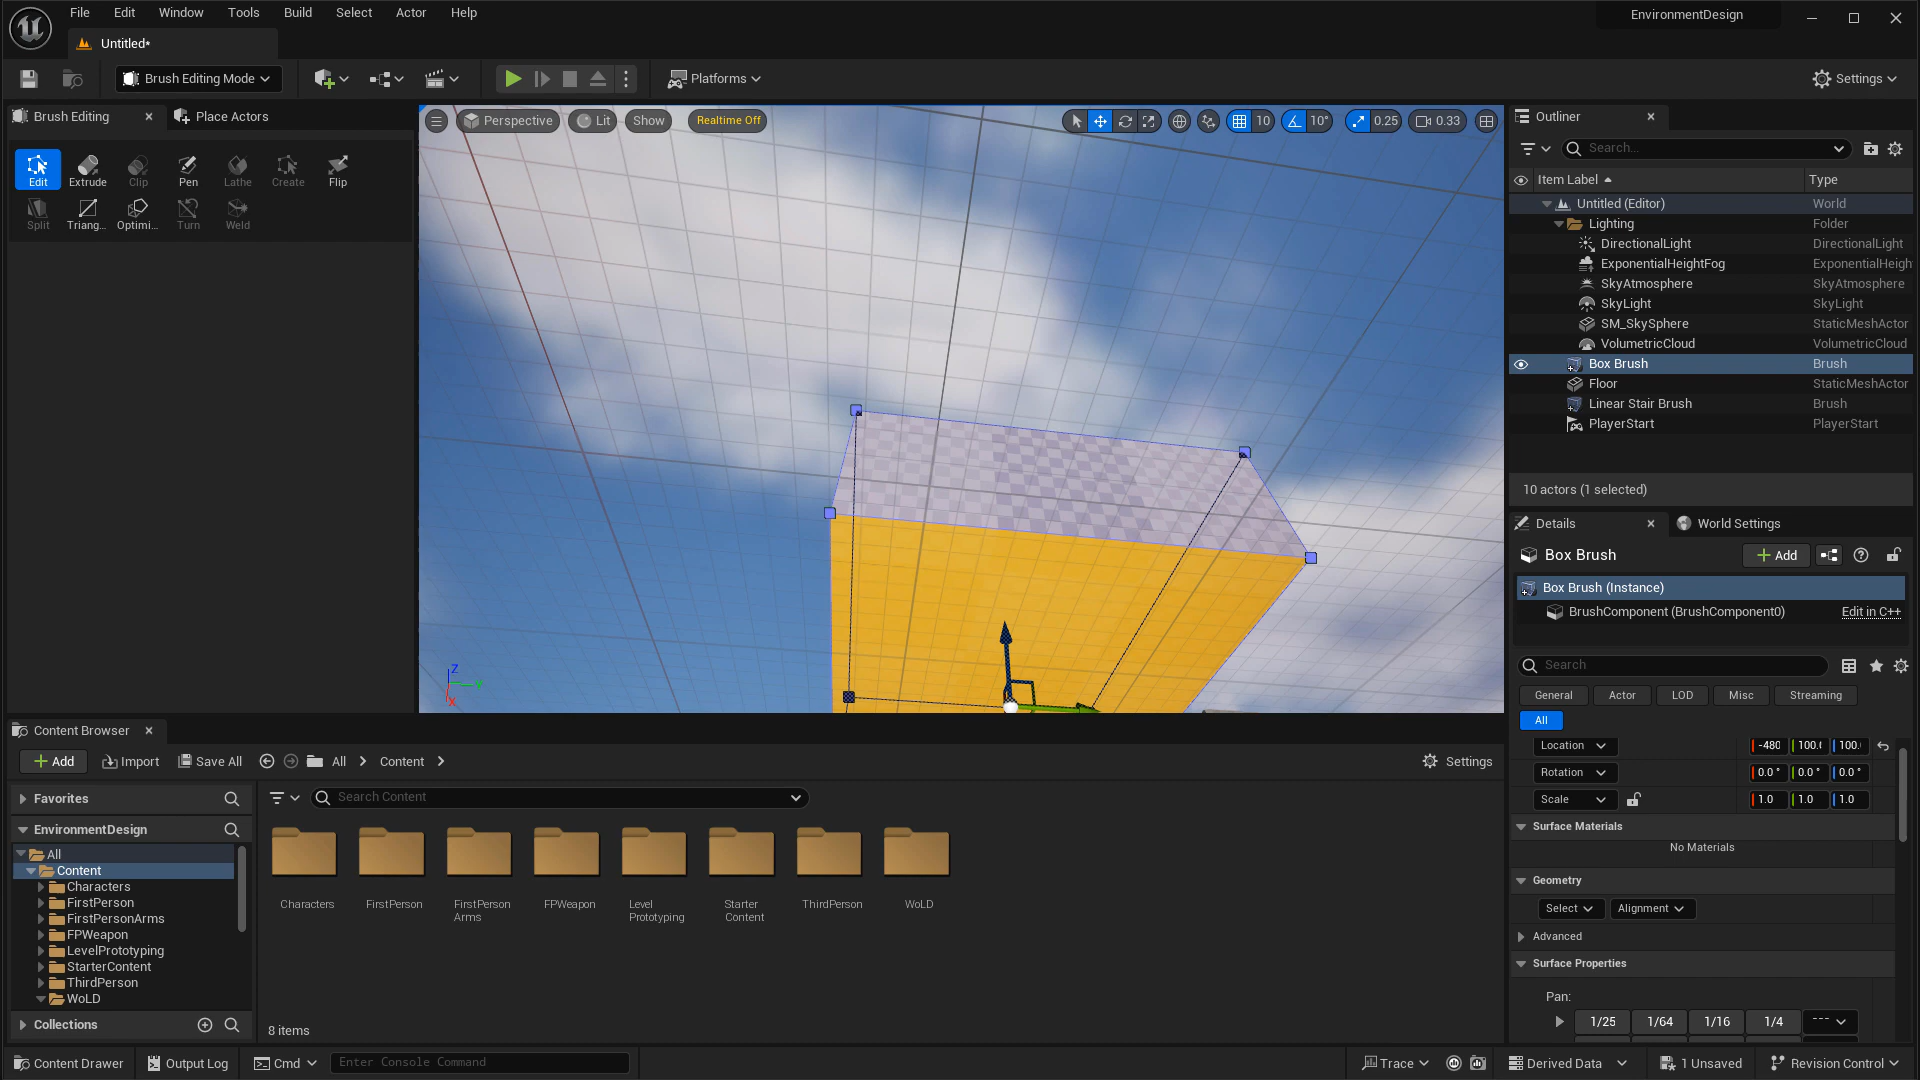 File Edit Window Tools Build Select Actor Help
EnvironmentDesign
Untitled*
Brush Editing Mode
Platforms
Settings
Brush Editing
Place Actors
Edit Extrude Clip Pen Lathe Create Flip
Split Triang... Optimi... Turn Weld
Perspective Lit Show Realtime Off
10 10° 0.25 0.33
Z
X
Outliner
Search...
Item Label Type
Untitled (Editor) World
Lighting Folder
DirectionalLight DirectionalLight
ExponentialHeightFog ExponentialHeigh
SkyAtmosphere SkyAtmosphere
SkyLight SkyLight
SM_SkySphere StaticMeshActor
VolumetricCloud VolumetricCloud
Box Brush Brush
Floor StaticMeshActor
Linear Stair Brush Brush
PlayerStart PlayerStart
10 actors (1 selected)
Details
World Settings
Box Brush
Add
Box Brush (Instance)
BrushComponent (BrushComponent0) Edit in C++
Search
General Actor LOD Misc Streaming
All
Location -480 100. 100.
Rotation 0.0 ° 0.0 ° 0.0 °
Scale 1.0 1.0 1.0
Surface Materials
No Materials
Geometry
Select Alignment
Advanced
Surface Properties
Pan:
1/25 1/64 1/16 1/4 ---
Content Browser
Add Import Save All All Content
Settings
Favorites
EnvironmentDesign
All
Content
Characters
FirstPerson
FirstPersonArms
FPWeapon
LevelPrototyping
StarterContent
ThirdPerson
WoLD
Collections
Search Content
Characters
FirstPerson
FirstPerson
Arms
FPWeapon
Level
Prototyping
Starter
Content
ThirdPerson
WoLD
8 items
Content Drawer Output Log Cmd Enter Console Command
Trace Derived Data 1 Unsaved Revision Control